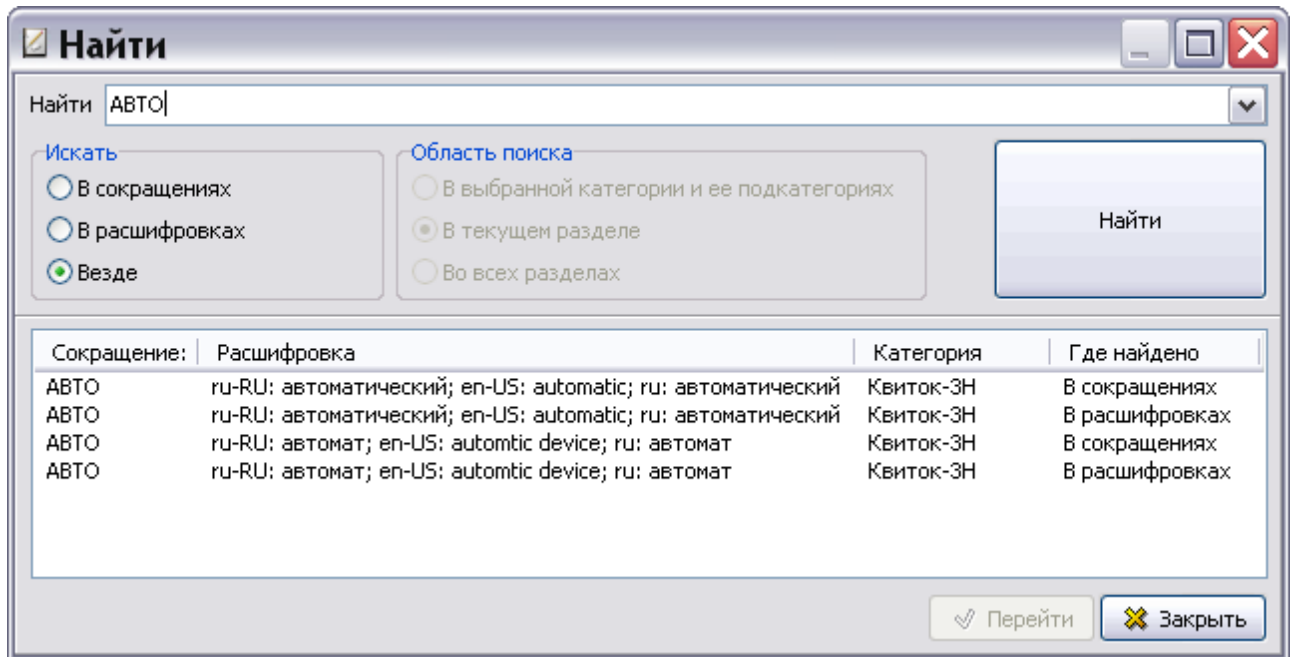 Найти
Найти АВТО
Искать
В сокращениях
В расшифровках
Везде
Область поиска
В выбранной категории и ее подкатегориях
В текущем разделе
Во всех разделах
Найти
Сокращение: Расшифровка Категория Где найдено
АВТО ru-RU: автоматический; en-US: automatic; ru: автоматический Квиток-3Н В сокращениях
АВТО ru-RU: автоматический; en-US: automatic; ru: автоматический Квиток-3Н В расшифровках
АВТО ru-RU: автомат; en-US: automtic device; ru: автомат Квиток-3Н В сокращениях
АВТО ru-RU: автомат; en-US: automtic device; ru: автомат Квиток-3Н В расшифровках
Перейти Закрыть